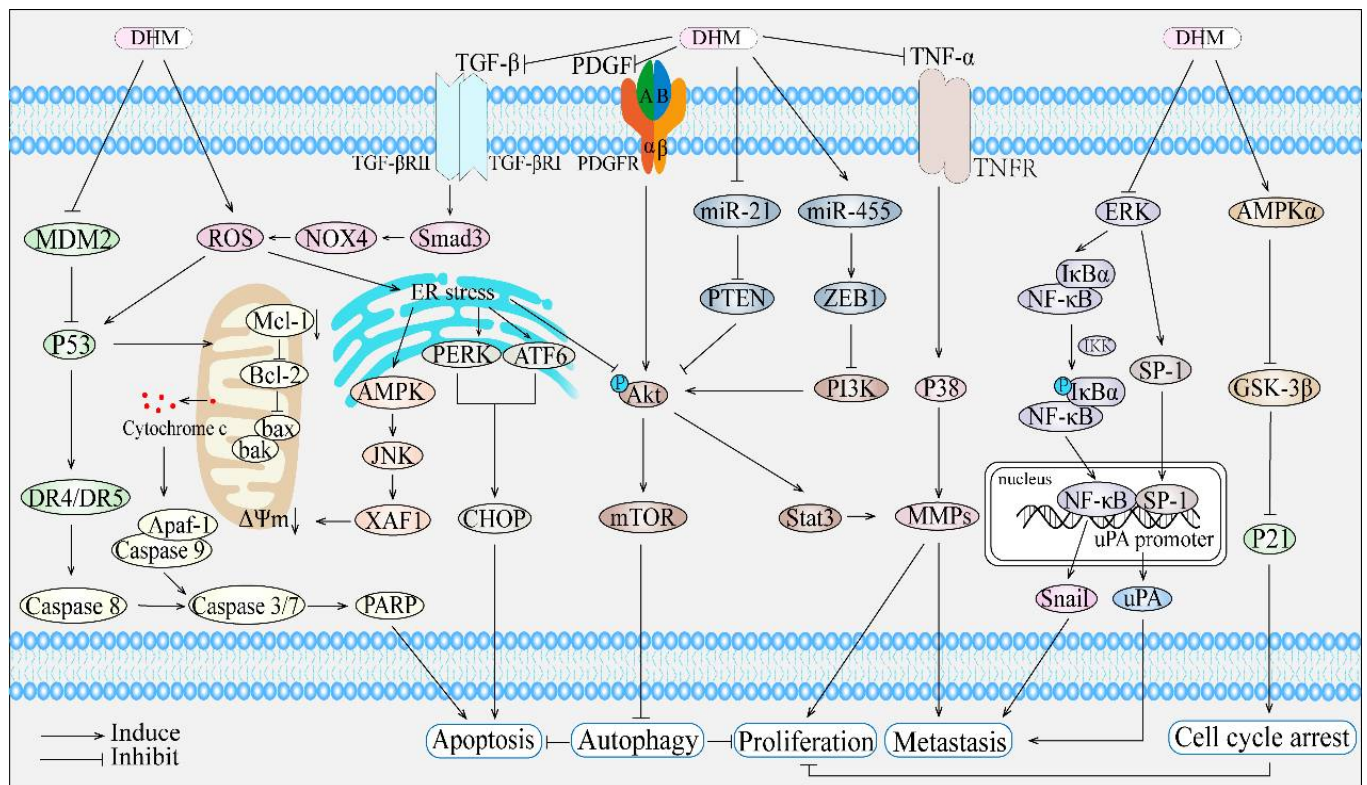 DHM
DHM
DHM
TGF-β
PDGF
TNF-α
A B
α β
TGF-βRII
TGF-βRI
PDGFR
TNFR
miR-21
miR-455
ERK
AMPKα
MDM2
ROS
NOX4
Smad3
IκBα
NF-κB
ER stress
PTEN
ZEB1
Mcl-1
P53
PERK
ATF6
IKK
Bcl-2
SP-1
AMPK
P
Akt
PI3K
P38
P
IκBα
NF-κB
GSK-3β
Cytochrome c
bax
bak
JNK
nucleus
DR4/DR5
NF-κB
SP-1
Apaf-1
Caspase 9
ΔΨm
XAF1
CHOP
mTOR
Stat3
MMPs
uPA promoter
P21
Caspase 8
Caspase 3/7
PARP
Snail
uPA
Induce
Inhibit
Apoptosis
Autophagy
Proliferation
Metastasis
Cell cycle arrest